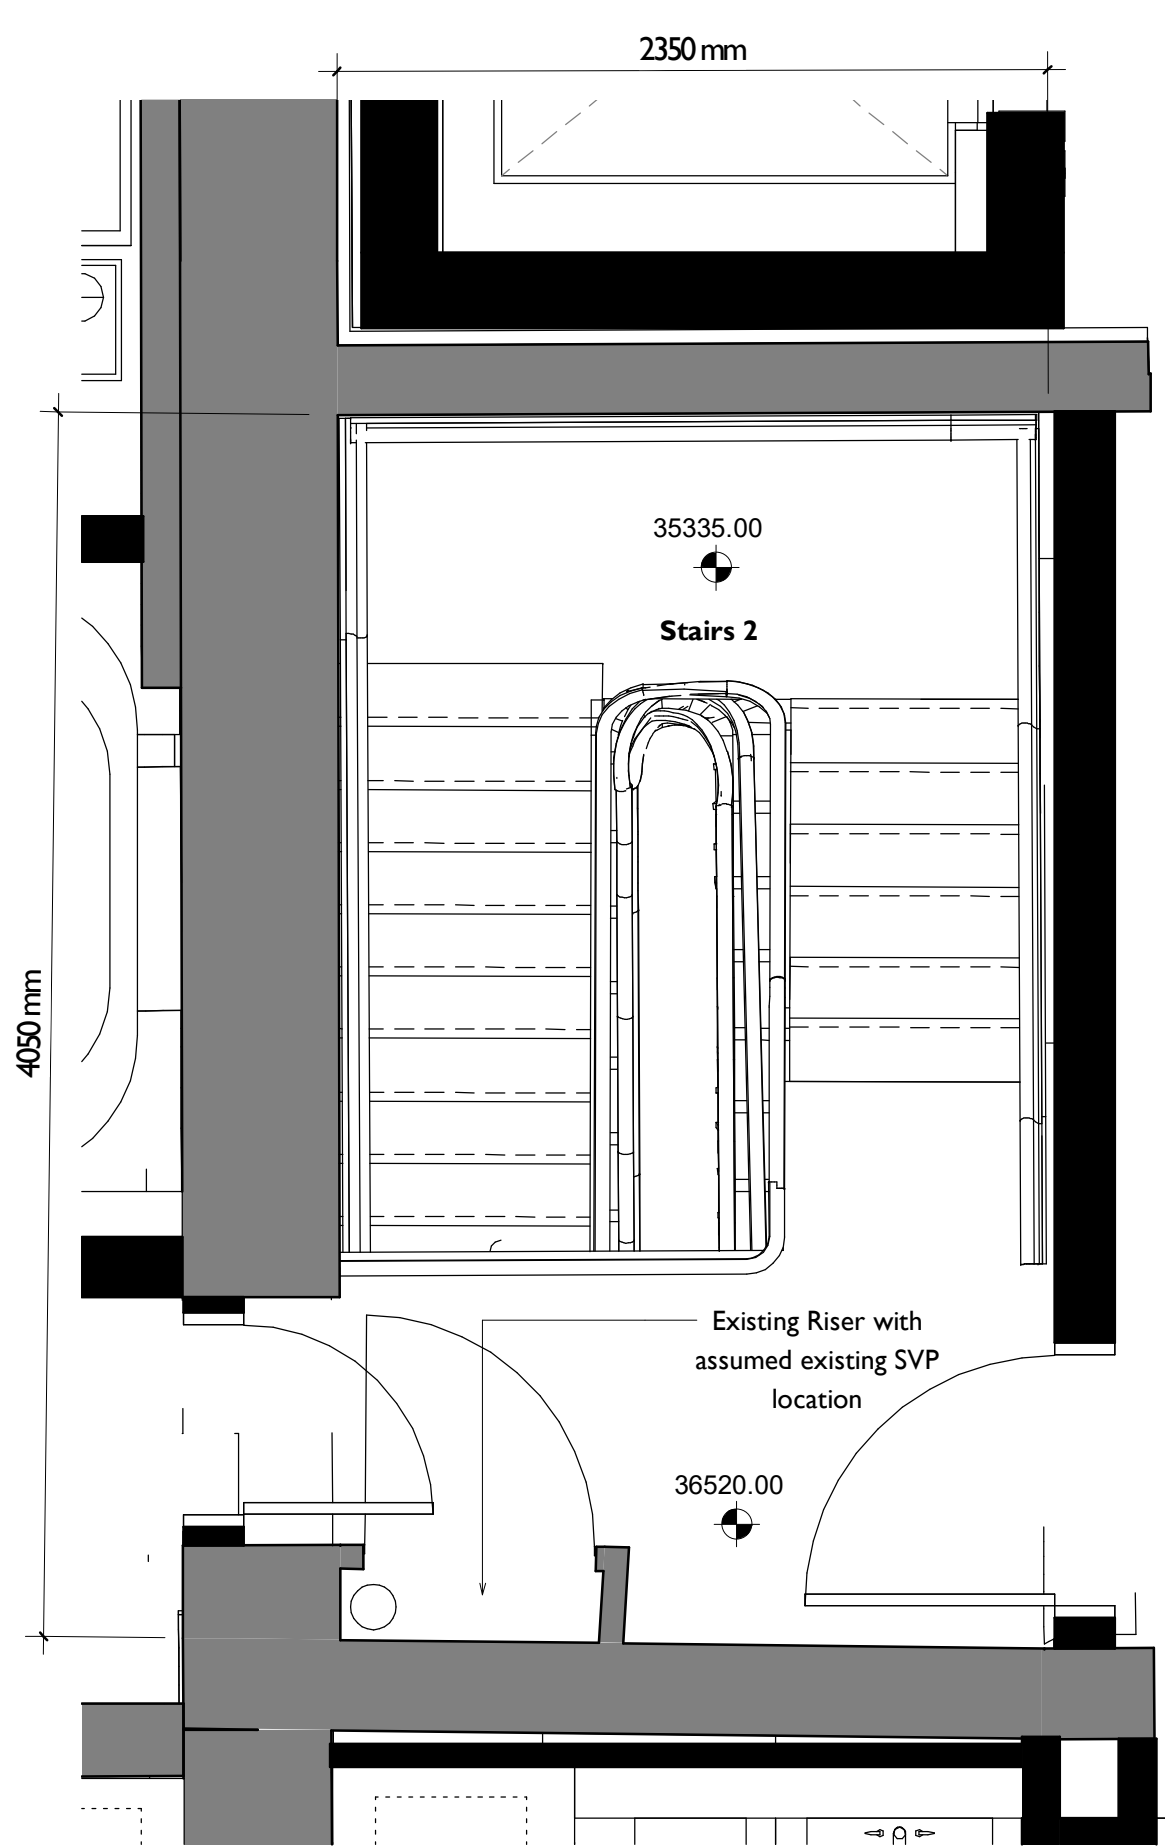 2350 mm
35335.00
Stairs 2
4050 mm
Existing Riser with
assumed existing SVP
location
36520.00